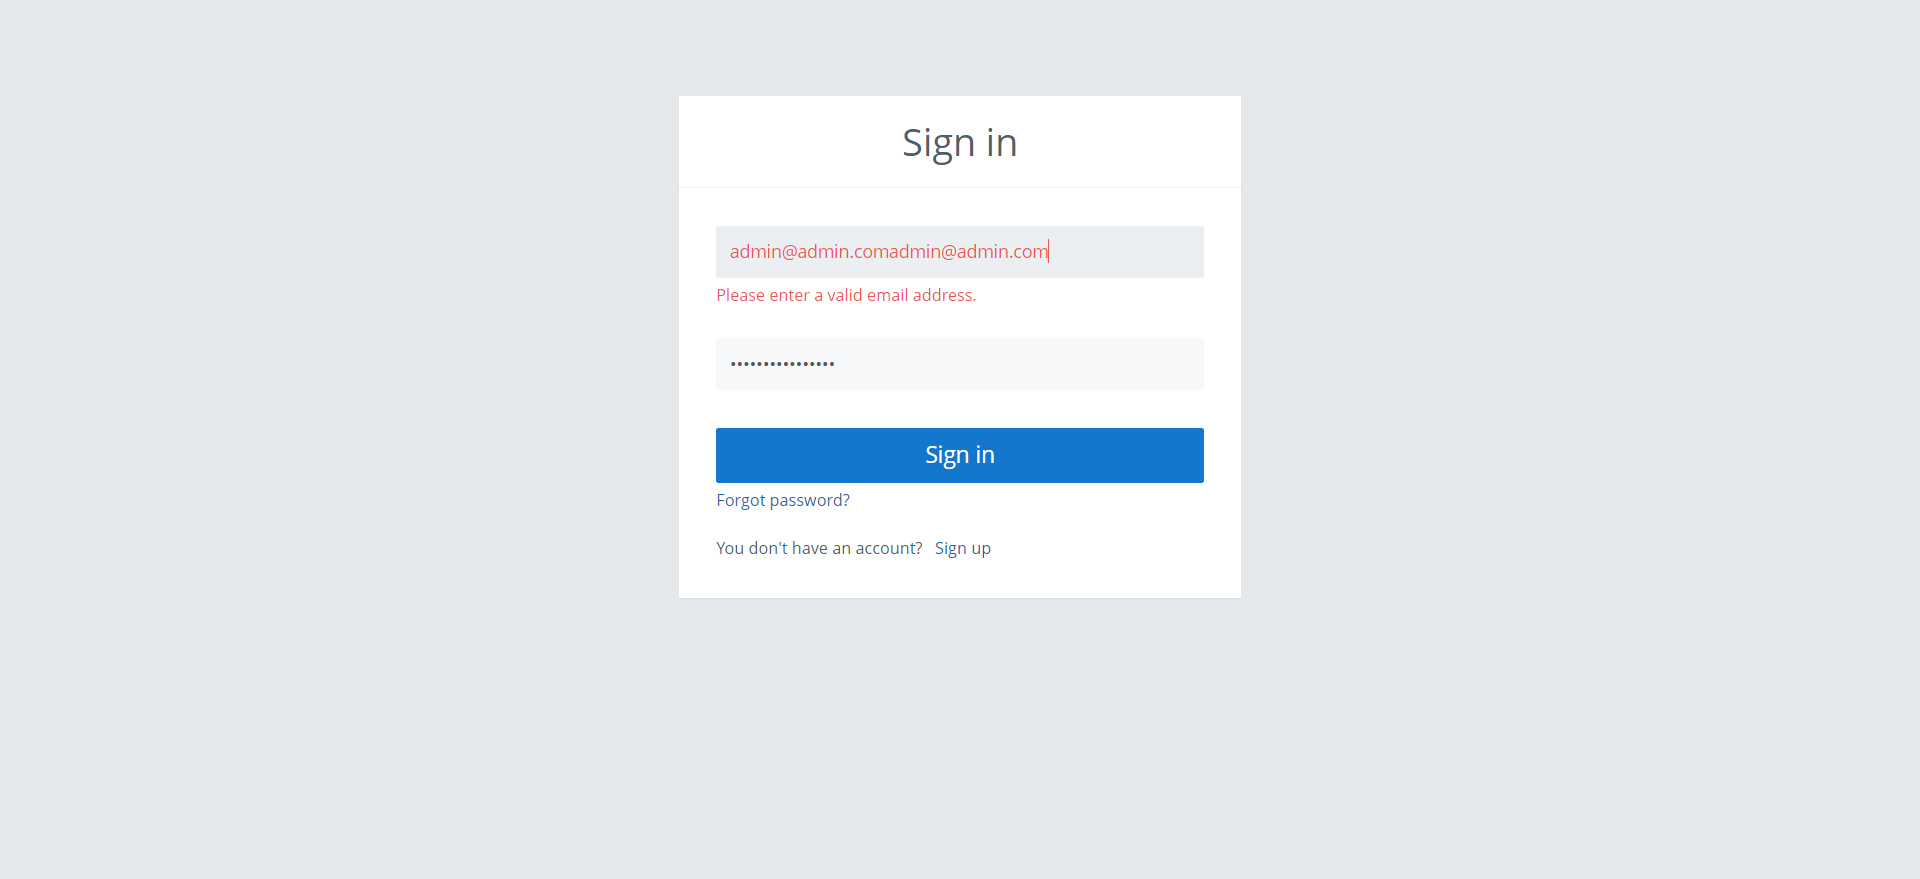 Sign in
admin@admin.comadmin@admin.com
Please enter a valid email address.
••••••••••••••••
Sign in
Forgot password?
You don't have an account? Sign up